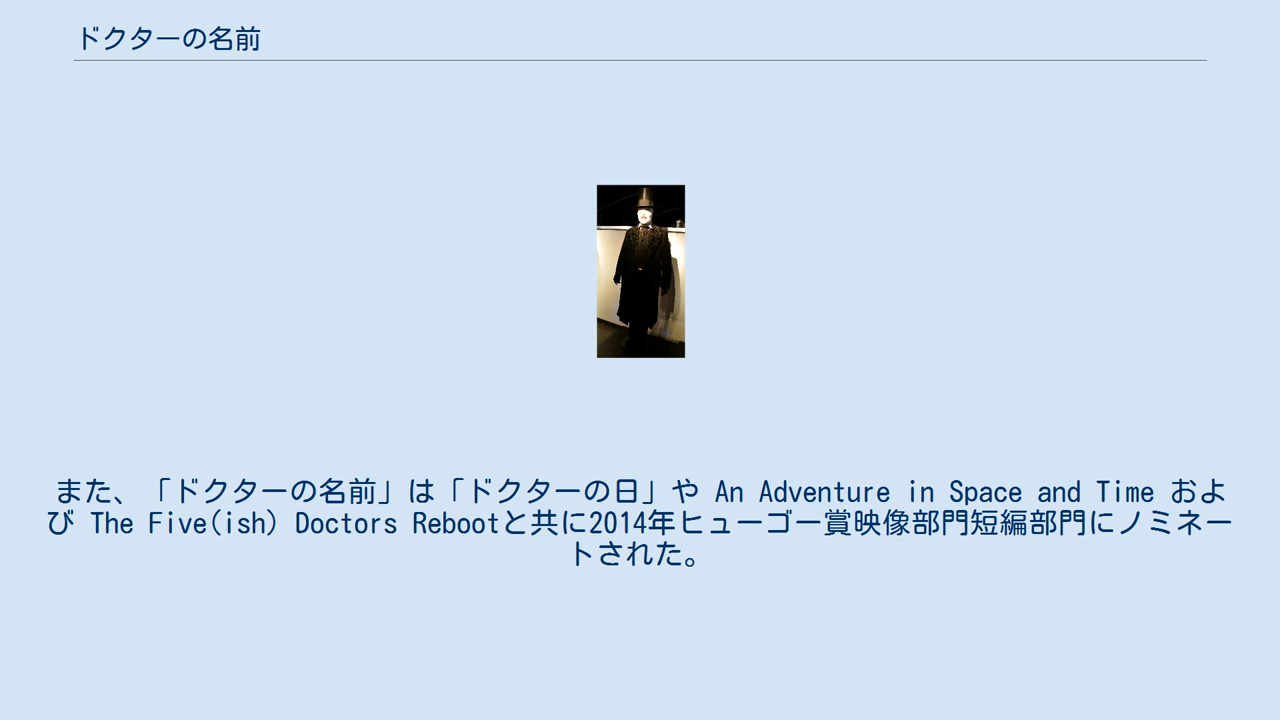 ドクターの名前
また、「ドクターの名前」は「ドクターの日」や An Adventure in Space and Time およ
び The Five(ish) Doctors Rebootと共に2014年ヒューゴー賞映像部門短編部門にノミネー
トされた。